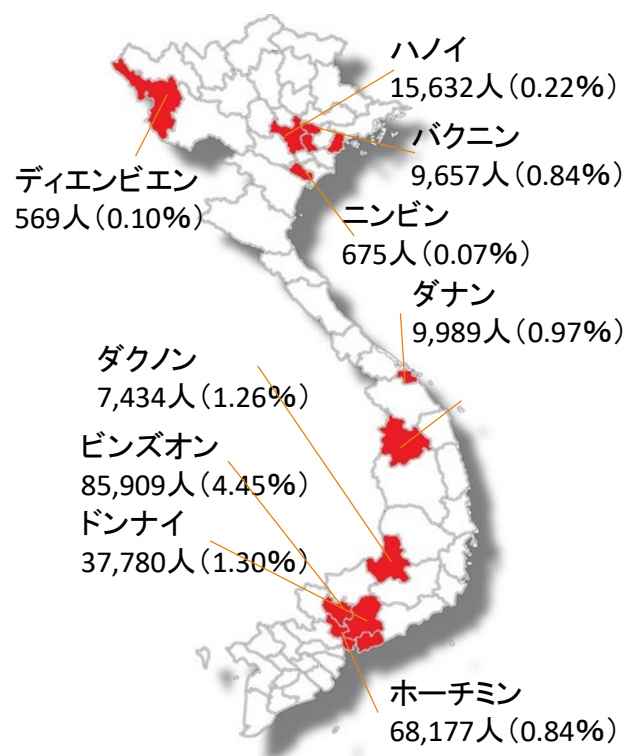 ハノイ
15,632人（0.22%）
バクニン
9,657人（0.84%）
ディエンビエン
569人（0.10%）
ニンビン
675人（0.07%）
ダナン
9,989人（0.97%）
ダクノン
7,434人（1.26%）
ビンズオン
85,909人（4.45%）
ドンナイ
37,780人（1.30%）
ホーチミン
68,177人（0.84%）